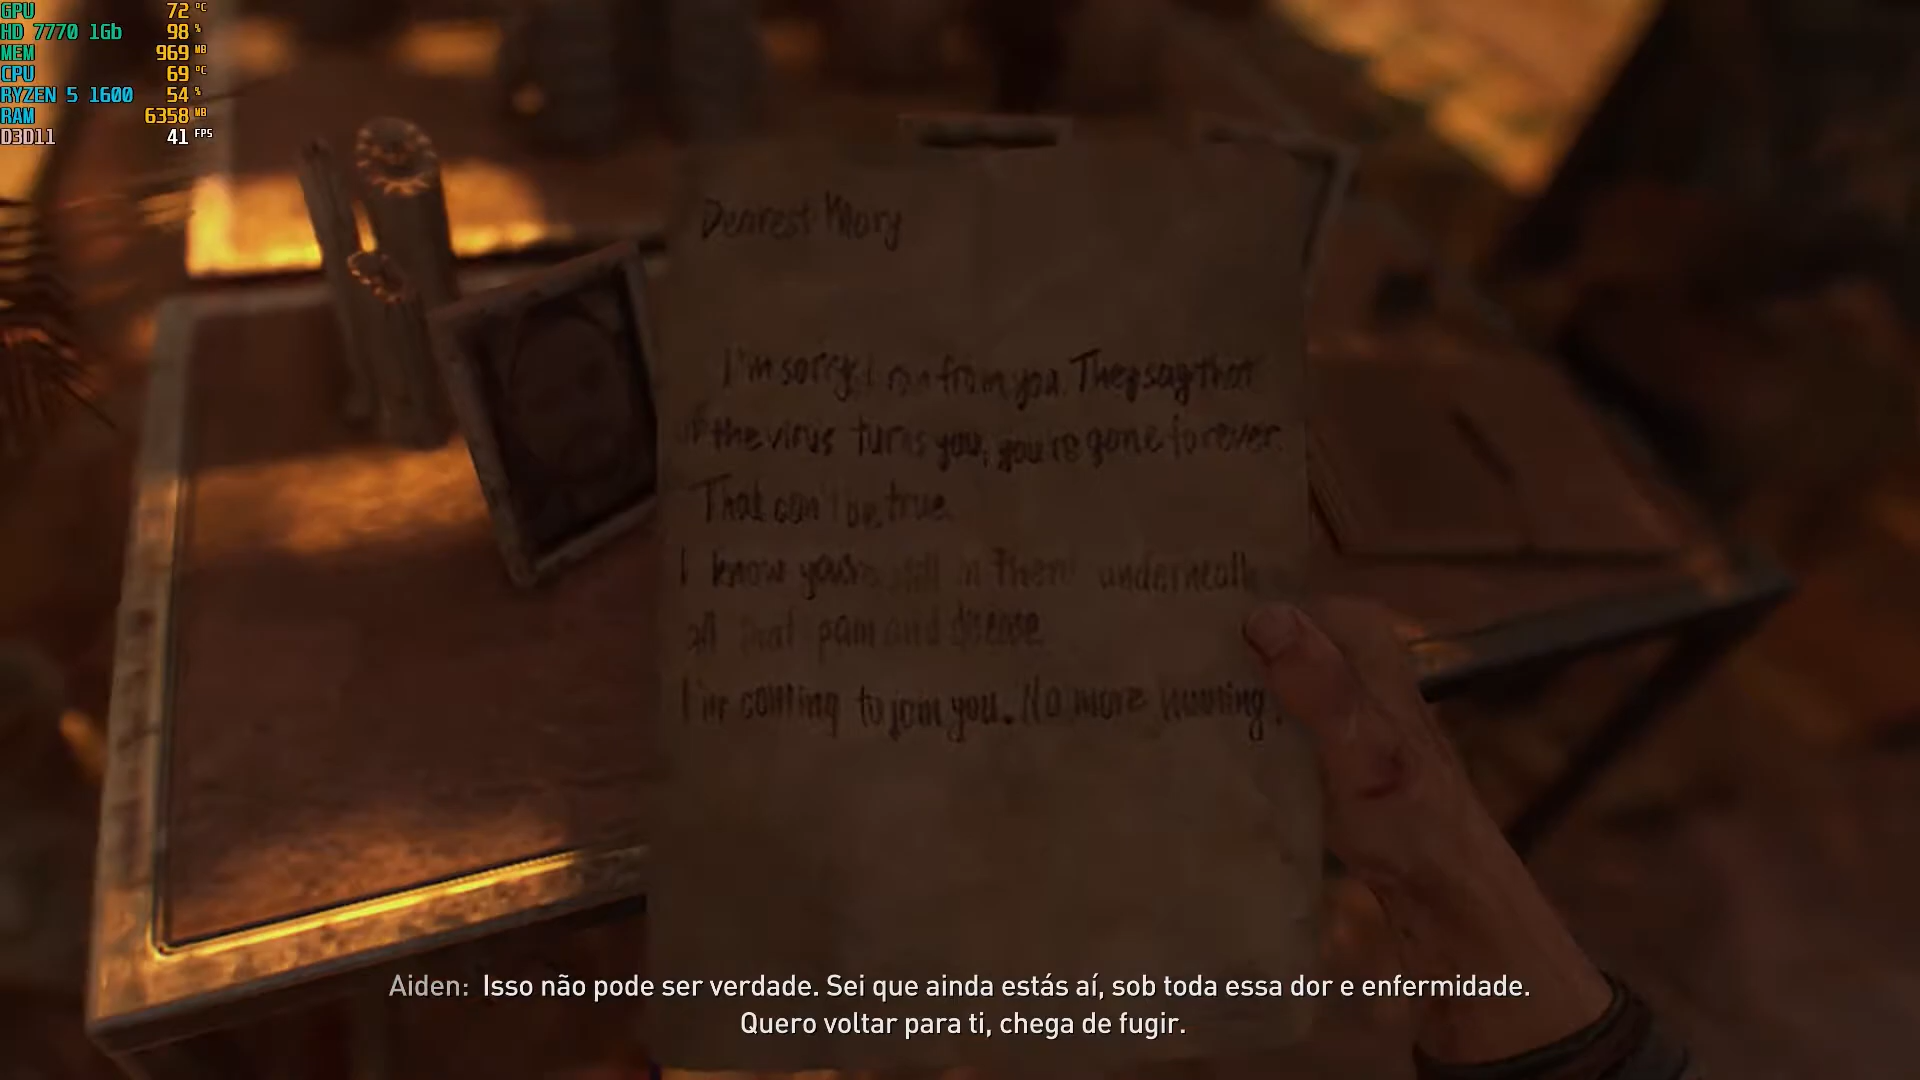 GPU 72 °C
HD 7770 1Gb 98 %
MEM 969 MB
CPU 69 °C
RYZEN 5 1600 54 %
RAM 6358 MB
D3D11 41 FPS
Dearest Mary
I'm sorry I ran from you. They say that
if the virus turns you, you're gone forever.
That can't be true.
I know you're still in there underneath
all that pain and disease.
I'm coming to join you. No more
Aiden: Isso não pode ser verdade. Sei que ainda estás aí, sob toda essa dor e enfermidade.
Quero voltar para ti, chega de fugir.